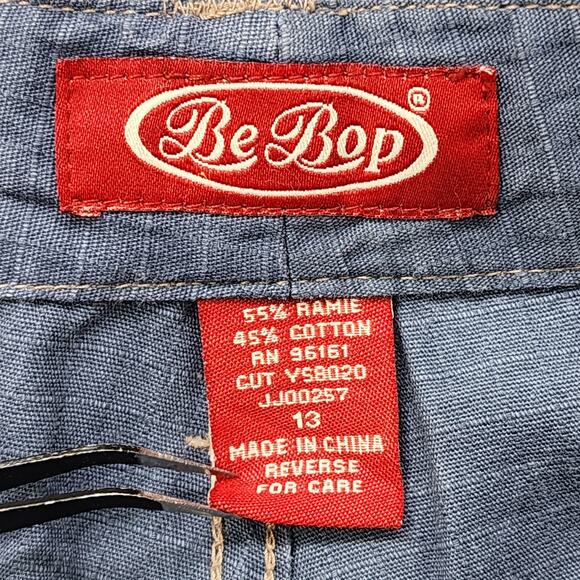 Be Bop ®
55% RAMIE
45% COTTON
RN 96161
CUT YS8020
JJ00257
13
MADE IN CHINA
REVERSE
FOR CARE